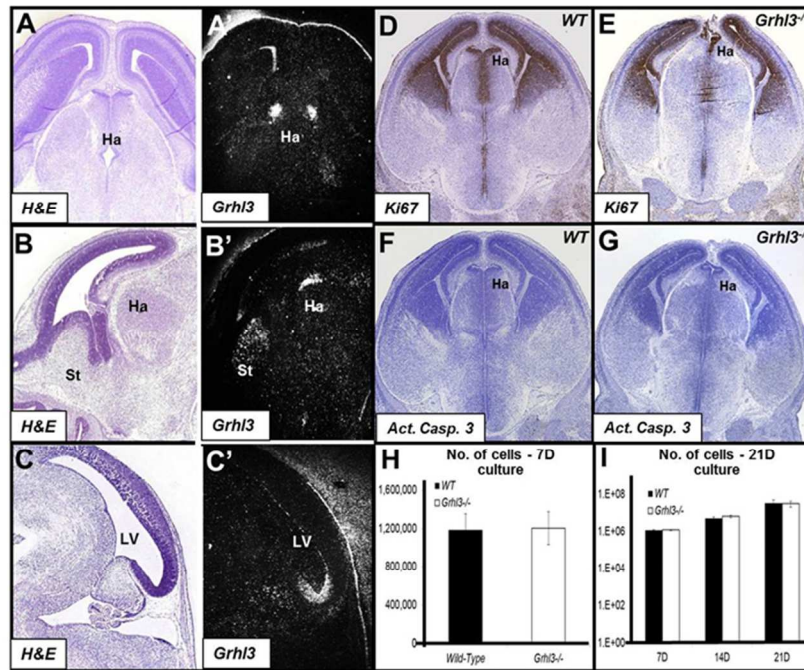 A
Ha
H&E
A'
Ha
Grhl3
D
WT
Ha
Ki67
E
Grhl3-/-
Ha
Ki67
B
Ha
St
H&E
B'
Ha
St
Grhl3
F
WT
Ha
Act. Casp. 3
G
Grhl3-/-
Ha
Act. Casp. 3
C
LV
H&E
C'
LV
Grhl3
H
No. of cells - 7D
culture
WT
Grhl3-/-
1,600,000
1,200,000
800,000
400,000
0
Wild-Type
Grhl3-/-
I
No. of cells - 21D
culture
WT
Grhl3-/-
1.E+08
1.E+06
1.E+04
1.E+02
1.E+00
7D
14D
21D